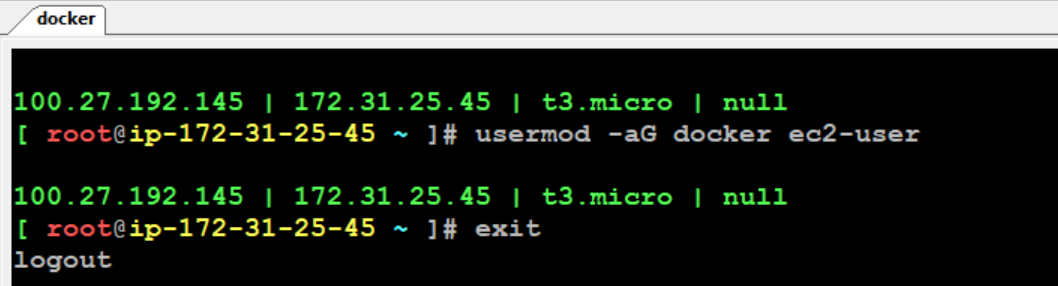 docker
100.27.192.145 | 172.31.25.45 | t3.micro | null
[ root@ip-172-31-25-45 ~ ]# usermod -aG docker ec2-user
100.27.192.145 | 172.31.25.45 | t3.micro | null
[ root@ip-172-31-25-45 ~ ]# exit
logout